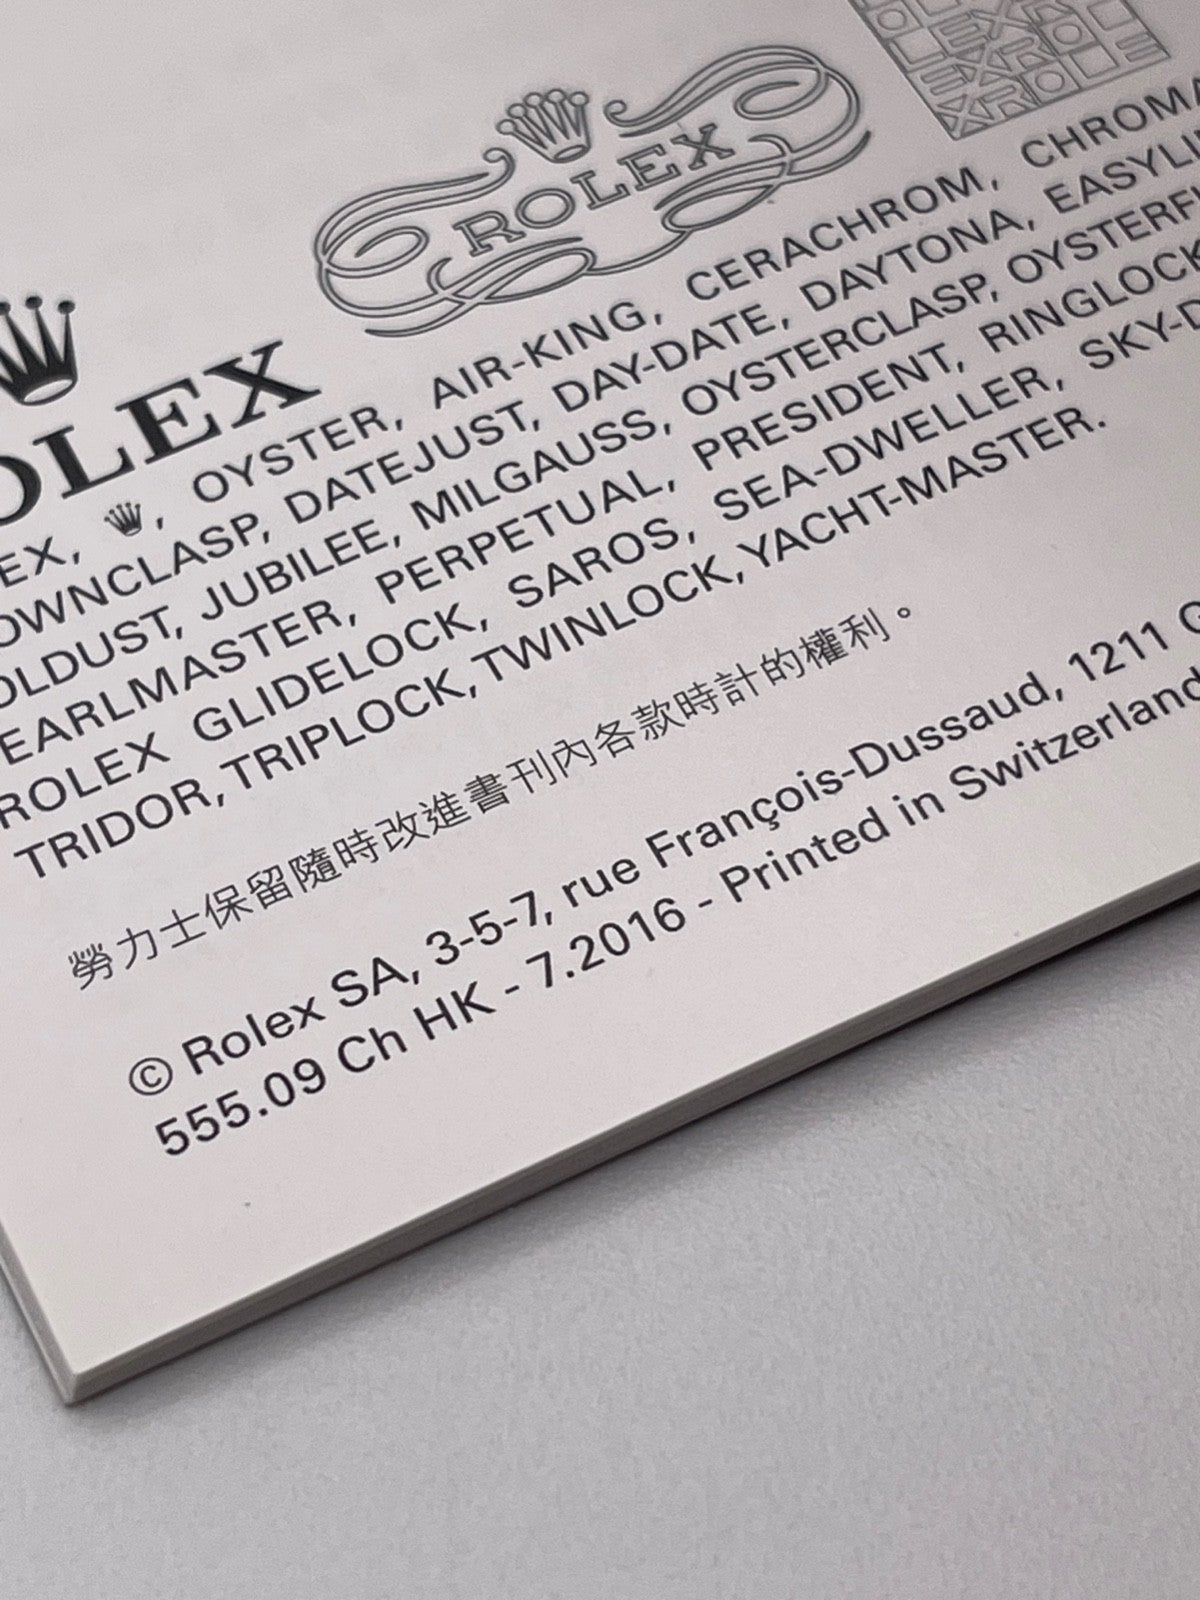 ROLEX
EX, OYSTER, AIR-KING, CERACHROM, CHROMA
OWNCLASP, DATEJUST, DAY-DATE, DAYTONA, EASYLI
OLDUST, JUBILEE, MILGAUSS, OYSTERCLASP, OYSTERF
EARLMASTER, PERPETUAL, PRESIDENT, RINGLOCK
ROLEX GLIDELOCK, SAROS, SEA-DWELLER, SKY-D
TRIDOR, TRIPLOCK, TWINLOCK, YACHT-MASTER.
OLEX
勞力士保留隨時改進書刊內各款時計的權利。
© Rolex SA, 3-5-7, rue François-Dussaud, 1211 G
555.09 Ch HK - 7.2016 - Printed in Switzerland